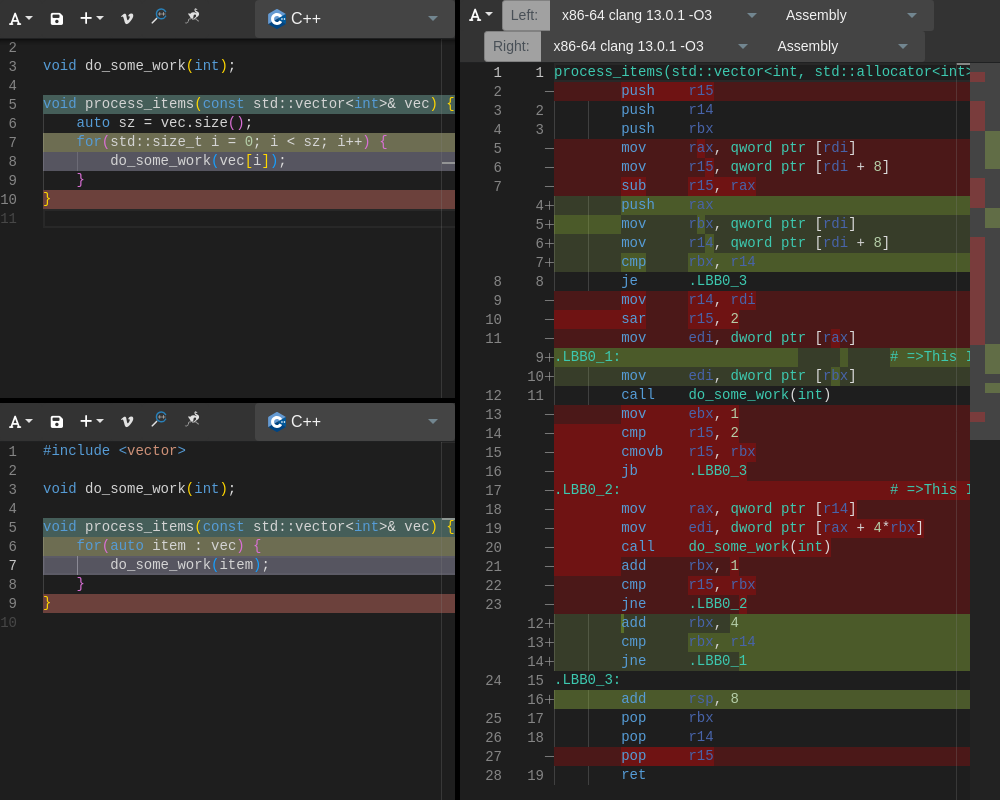 A C++
2
3 void do_some_work(int);
4
5 void process_items(const std::vector<int>& vec) {
6 auto sz = vec.size();
7 for(std::size_t i = 0; i < sz; i++) {
8 do_some_work(vec[i]);
9 }
10 }
11
A C++
1 #include <vector>
2
3 void do_some_work(int);
4
5 void process_items(const std::vector<int>& vec) {
6 for(auto item : vec) {
7 do_some_work(item);
8 }
9 }
10
A Left: x86-64 clang 13.0.1 -O3 Assembly
Right: x86-64 clang 13.0.1 -O3 Assembly
1 1 process_items(std::vector<int, std::allocator<int>
2 — push r15
3 2 push r14
4 3 push rbx
5 — mov rax, qword ptr [rdi]
6 — mov r15, qword ptr [rdi + 8]
7 — sub r15, rax
4+ push rax
5+ mov rbx, qword ptr [rdi]
6+ mov r14, qword ptr [rdi + 8]
7+ cmp rbx, r14
8 8 je .LBB0_3
9 — mov r14, rdi
10 — sar r15, 2
11 — mov edi, dword ptr [rax]
9+ .LBB0_1: # =>This I
10+ mov edi, dword ptr [rbx]
12 11 call do_some_work(int)
13 — mov ebx, 1
14 — cmp r15, 2
15 — cmovb r15, rbx
16 — jb .LBB0_3
17 — .LBB0_2: # =>This I
18 — mov rax, qword ptr [r14]
19 — mov edi, dword ptr [rax + 4*rbx]
20 — call do_some_work(int)
21 — add rbx, 1
22 — cmp r15, rbx
23 — jne .LBB0_2
12+ add rbx, 4
13+ cmp rbx, r14
14+ jne .LBB0_1
24 15 .LBB0_3:
16+ add rsp, 8
25 17 pop rbx
26 18 pop r14
27 — pop r15
28 19 ret